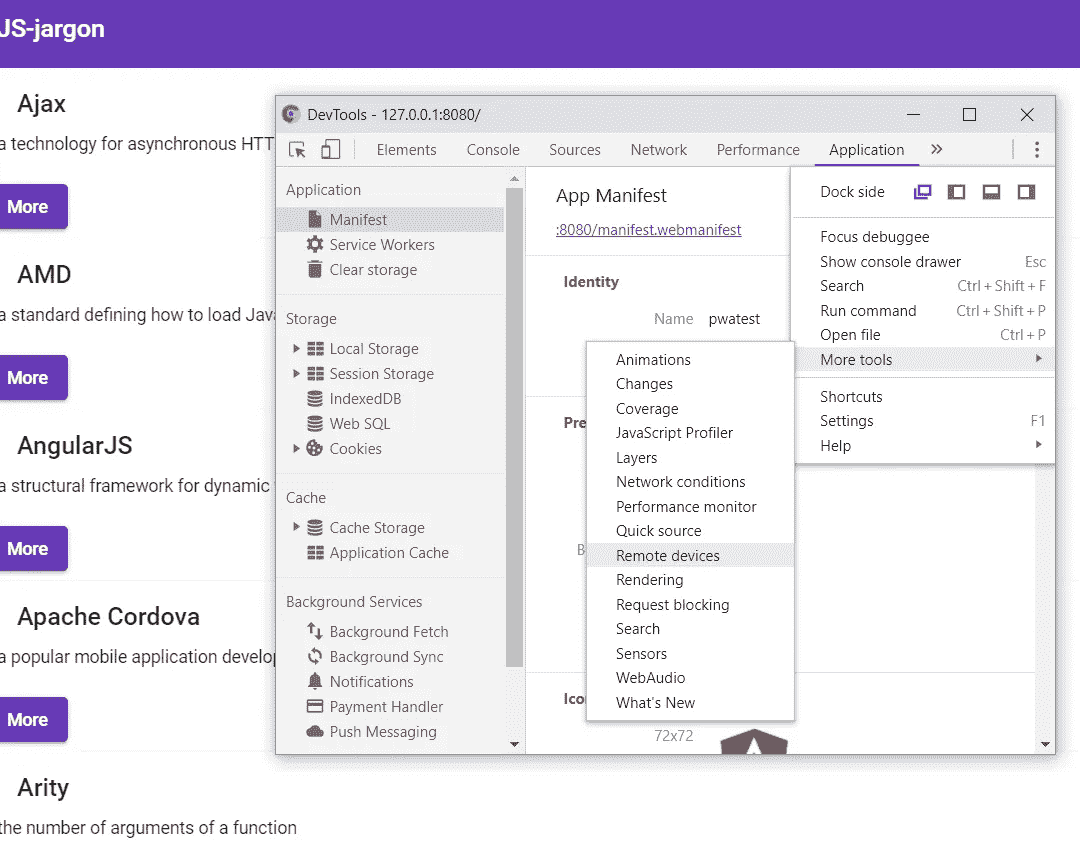 JS-jargon
Ajax
a technology for asynchronous HTT
More
AMD
a standard defining how to load Java
More
AngularJS
a structural framework for dynamic
More
Apache Cordova
a popular mobile application develop
More
Arity
the number of arguments of a function
DevTools - 127.0.0.1:8080/
Elements Console Sources Network Performance Application »
Application
Manifest
Service Workers
Clear storage
Storage
Local Storage
Session Storage
IndexedDB
Web SQL
Cookies
Cache
Cache Storage
Application Cache
Background Services
Background Fetch
Background Sync
Notifications
Payment Handler
Push Messaging
App Manifest
:8080/manifest.webmanifest
Identity
Name pwatest
Pre
B
Ico
72x72
Dock side
Focus debuggee
Show console drawer Esc
Search Ctrl + Shift + F
Run command Ctrl + Shift + P
Open file Ctrl + P
More tools
Shortcuts
Settings F1
Help
Animations
Changes
Coverage
JavaScript Profiler
Layers
Network conditions
Performance monitor
Quick source
Remote devices
Rendering
Request blocking
Search
Sensors
WebAudio
What's New